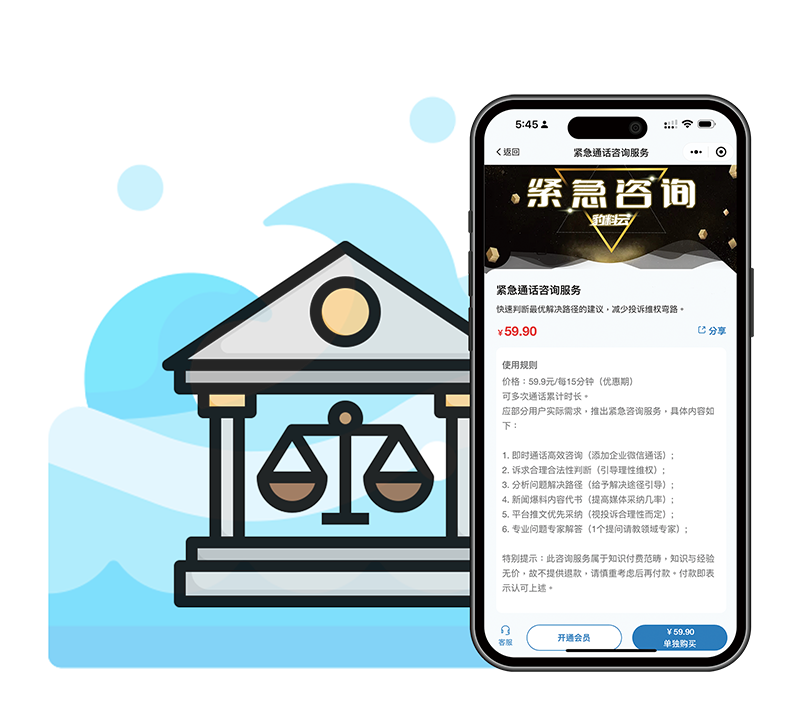 5:45
返回
紧急通话咨询服务
紧急咨询
豹料云
紧急通话咨询服务
快速判断最优解决路径的建议，减少投诉维权弯路。
¥59.90
分享
使用规则
价格：59.9元/每15分钟（优惠期）
可多次通话累计时长。
应部分用户实际需求，推出紧急咨询服务，具体内容如
下：
1. 即时通话高效咨询（添加企业微信通话）;
2. 诉求合理合法性判断（引导理性维权）;
3. 分析问题解决路径（给予解决途径引导）;
4. 新闻爆料内容代书（提高媒体采纳几率）;
5. 平台推文优先采纳（视投诉合理性而定）;
6. 专业问题专家解答（1个提问请教领域专家）;
特别提示：此咨询服务属于知识付费范畴，知识与经验
无价，故不提供退款，请慎重考虑后再付款。付款即表
示认可上述。
客服
开通会员
¥59.90
单独购买